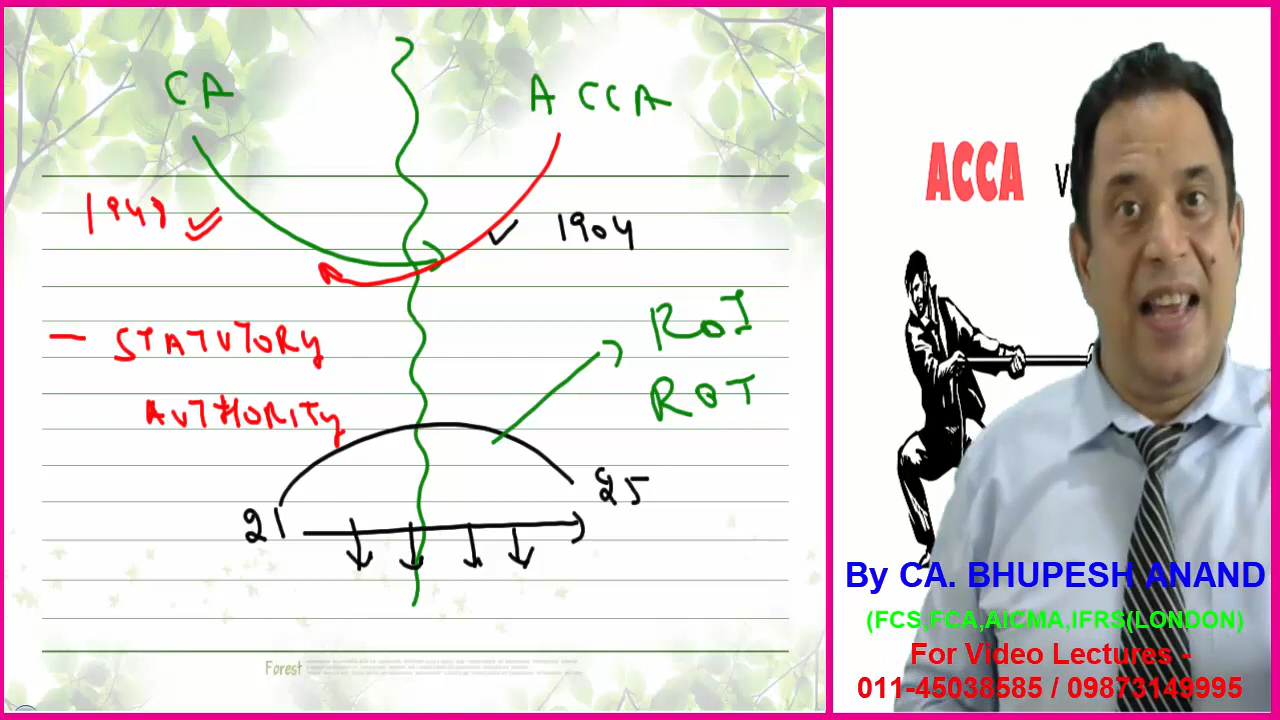 CA
ACCA
1948
1904
- STATUTORY
AUTHORITY
ROI
ROT
21
25
Forest
ACCA V
By CA. BHUPESH ANAND
(FCS,FCA,AICMA,IFRS(LONDON)
For Video Lectures -
011-45038585 / 09873149995